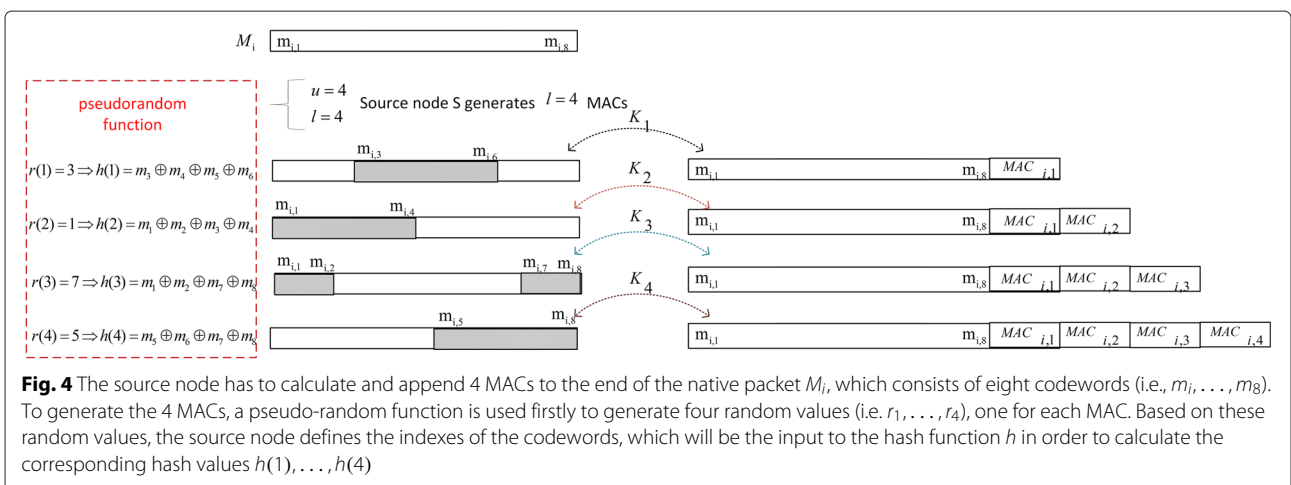 M_i m_{i,1} m_{i,8}
pseudorandom
function
u = 4
l = 4
Source node S generates l = 4 MACs
K_1
r(1) = 3 ⇒ h(1) = m_3 ⊕ m_4 ⊕ m_5 ⊕ m_6
m_{i,3} m_{i,6}
m_{i,1} m_{i,8} MAC_{i,1}
K_2
r(2) = 1 ⇒ h(2) = m_1 ⊕ m_2 ⊕ m_3 ⊕ m_4
m_{i,1} m_{i,4}
m_{i,1} m_{i,8} MAC_{i,1} MAC_{i,2}
K_3
r(3) = 7 ⇒ h(3) = m_1 ⊕ m_2 ⊕ m_7 ⊕ m_8
m_{i,1} m_{i,2} m_{i,7} m_{i,8}
m_{i,1} m_{i,8} MAC_{i,1} MAC_{i,2} MAC_{i,3}
K_4
r(4) = 5 ⇒ h(4) = m_5 ⊕ m_6 ⊕ m_7 ⊕ m_8
m_{i,5} m_{i,8}
m_{i,1} m_{i,8} MAC_{i,1} MAC_{i,2} MAC_{i,3} MAC_{i,4}
Fig. 4 The source node has to calculate and append 4 MACs to the end of the native packet M_i, which consists of eight codewords (i.e., m_i, . . . , m_8).
To generate the 4 MACs, a pseudo-random function is used firstly to generate four random values (i.e. r_1, . . . , r_4), one for each MAC. Based on these
random values, the source node defines the indexes of the codewords, which will be the input to the hash function h in order to calculate the
corresponding hash values h(1), . . . , h(4)